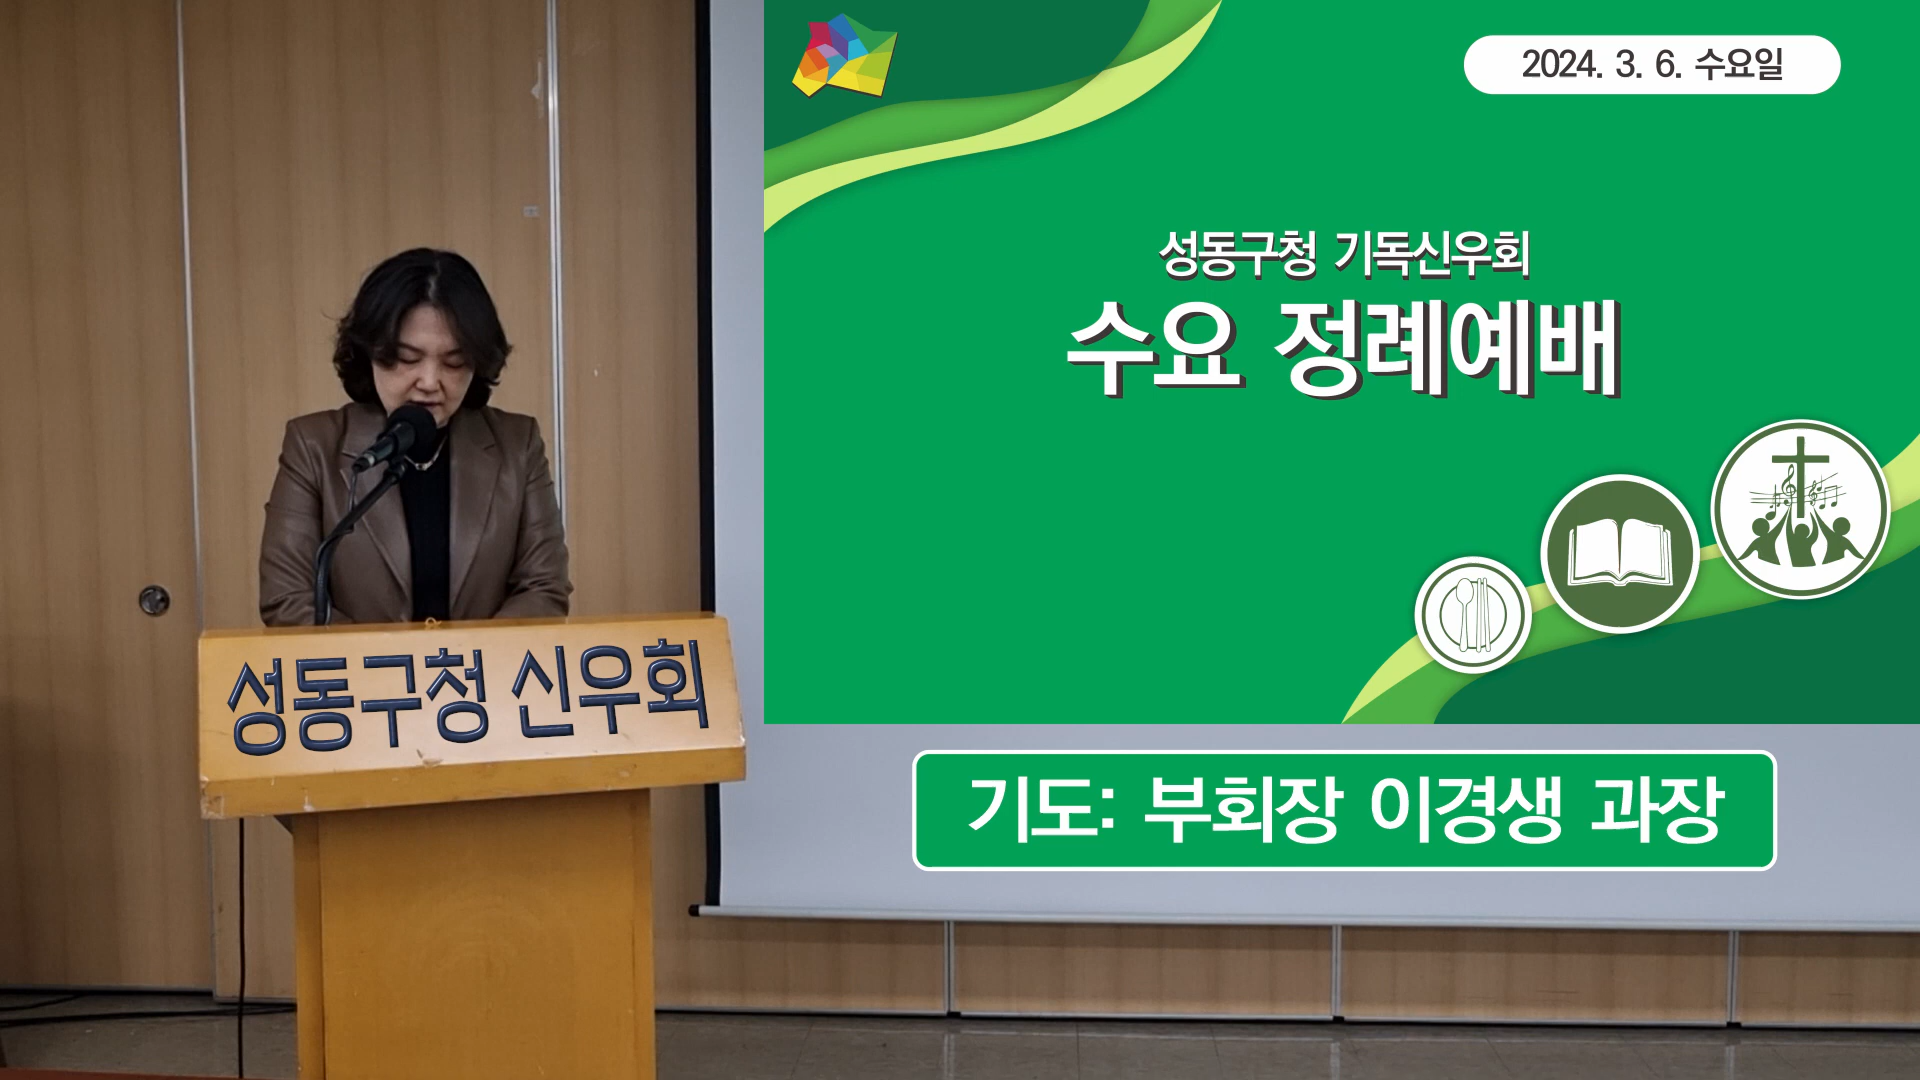 2024. 3. 6. 수요일
성동구청 기독신우회
수요 정례예배
성동구청 신우회
기도: 부회장 이경생 과장